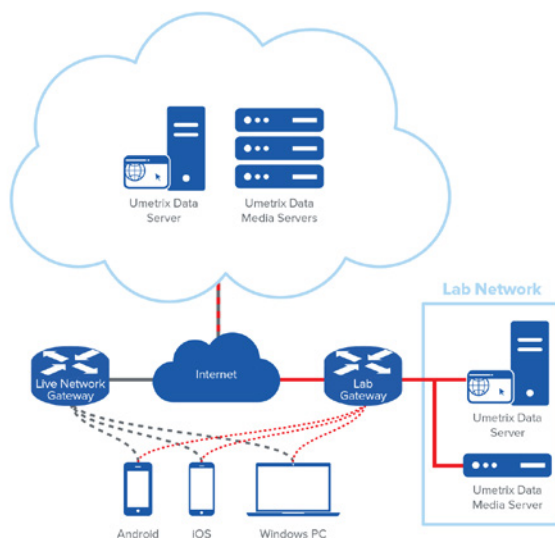 Umetrix Data
Server
Umetrix Data
Media Servers
Lab Network
Live Network
Gateway
Internet
Lab
Gateway
Umetrix Data
Server
Umetrix Data
Media Server
Android
iOS
Windows PC